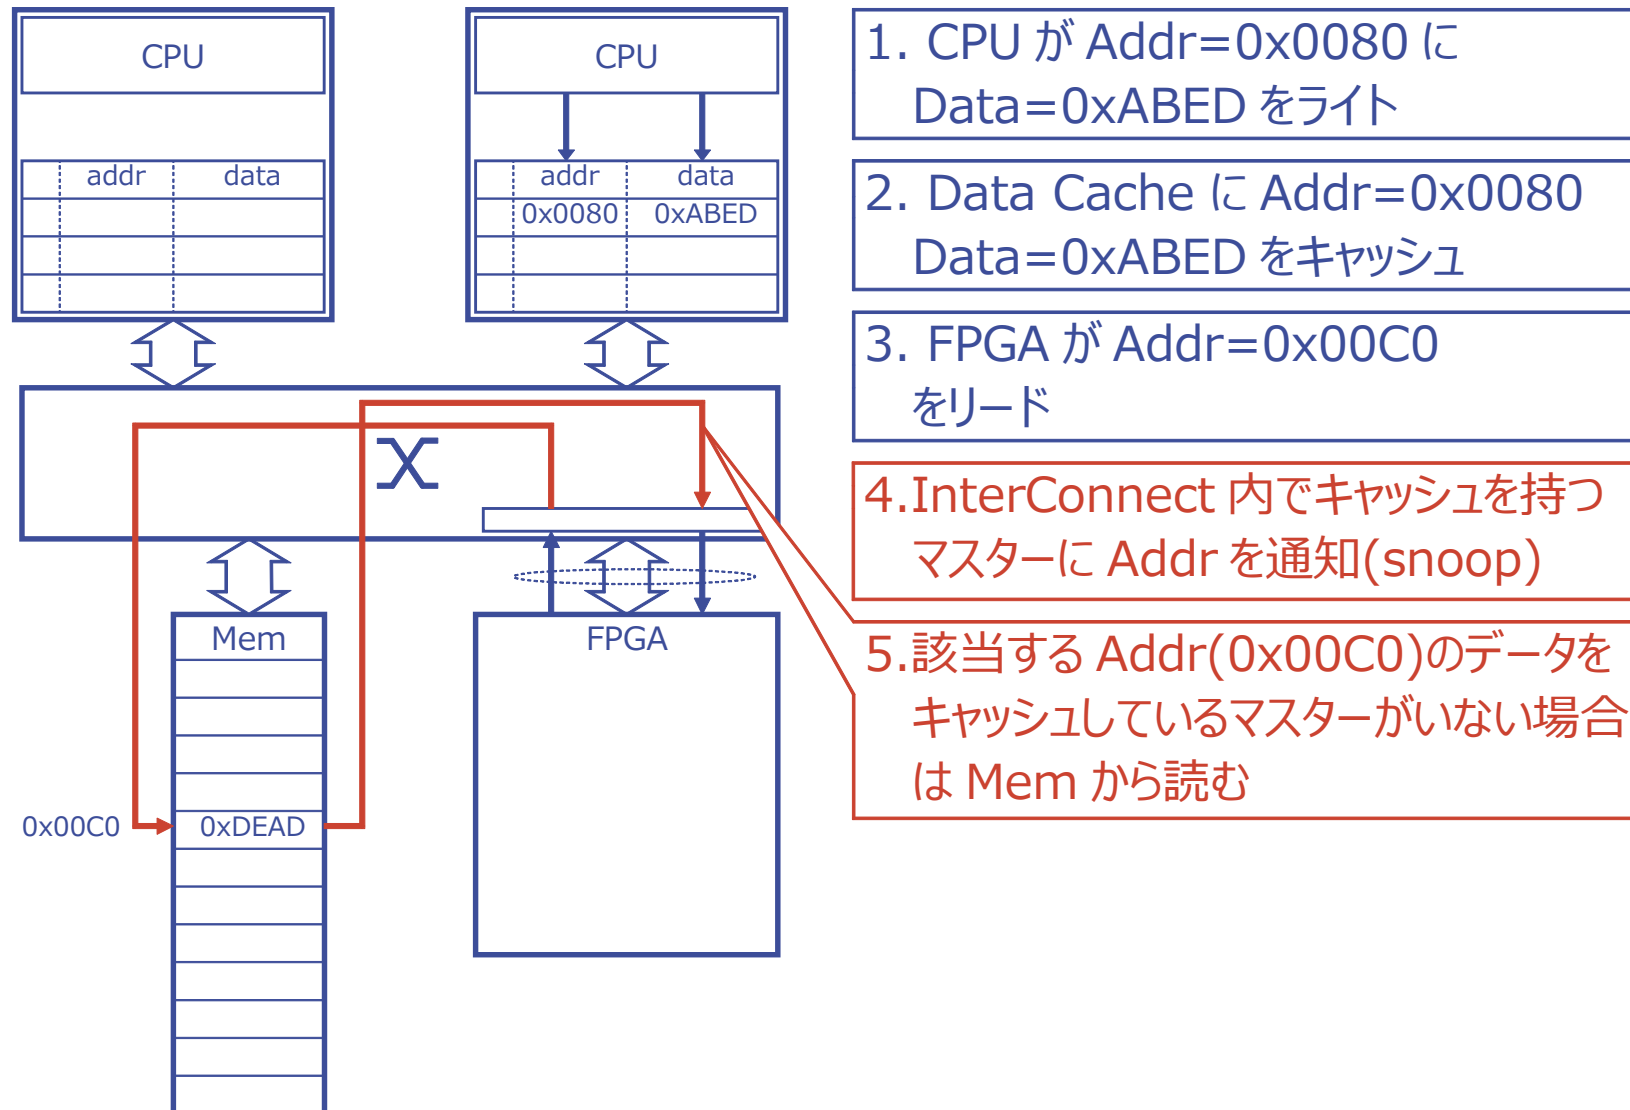 CPU
CPU
addr data
addr data
0x0080 0xABED
Mem
FPGA
0x00C0
0xDEAD
1. CPU が Addr=0x0080 に
Data=0xABED をライト
2. Data Cache に Addr=0x0080
Data=0xABED をキャッシュ
3. FPGA が Addr=0x00C0
をリード
4.InterConnect 内でキャッシュを持つ
マスターに Addr を通知(snoop)
5.該当する Addr(0x00C0)のデータを
キャッシュしているマスターがいない場合
は Mem から読む